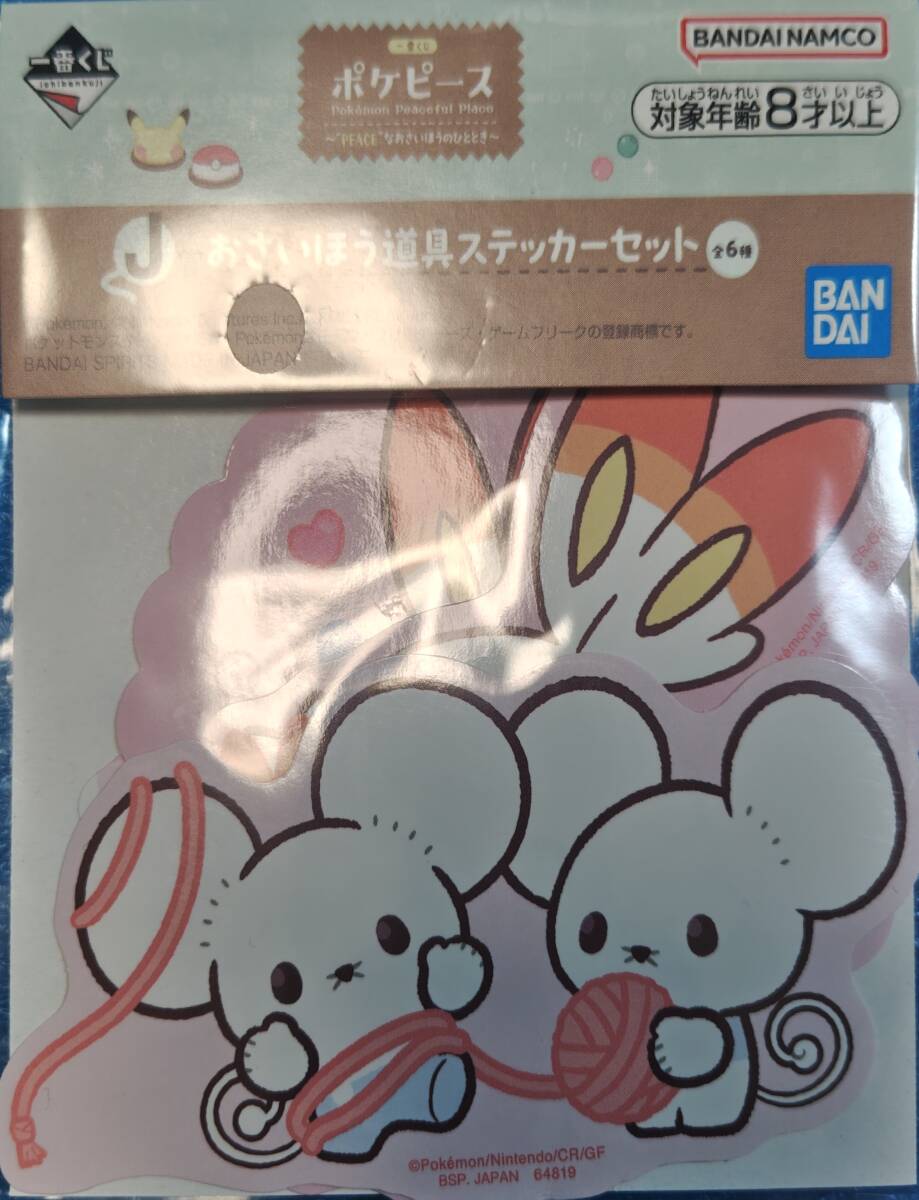 一番くじ
ichibankuji
一番くじ
ポケピース
Pokémon Peaceful Place
～"PEACE"なおさいほうのひととき～
BANDAI NAMCO
たいしょうねんれい さいいじょう
対象年齢8才以上
J おさいほう道具ステッカーセット 全6種
BAN
DAI
ゲームフリークの登録商標です。
BANDAI SPIRITS JAPAN
©Pokémon/Nintendo/CR/GF
BSP. JAPAN 64819